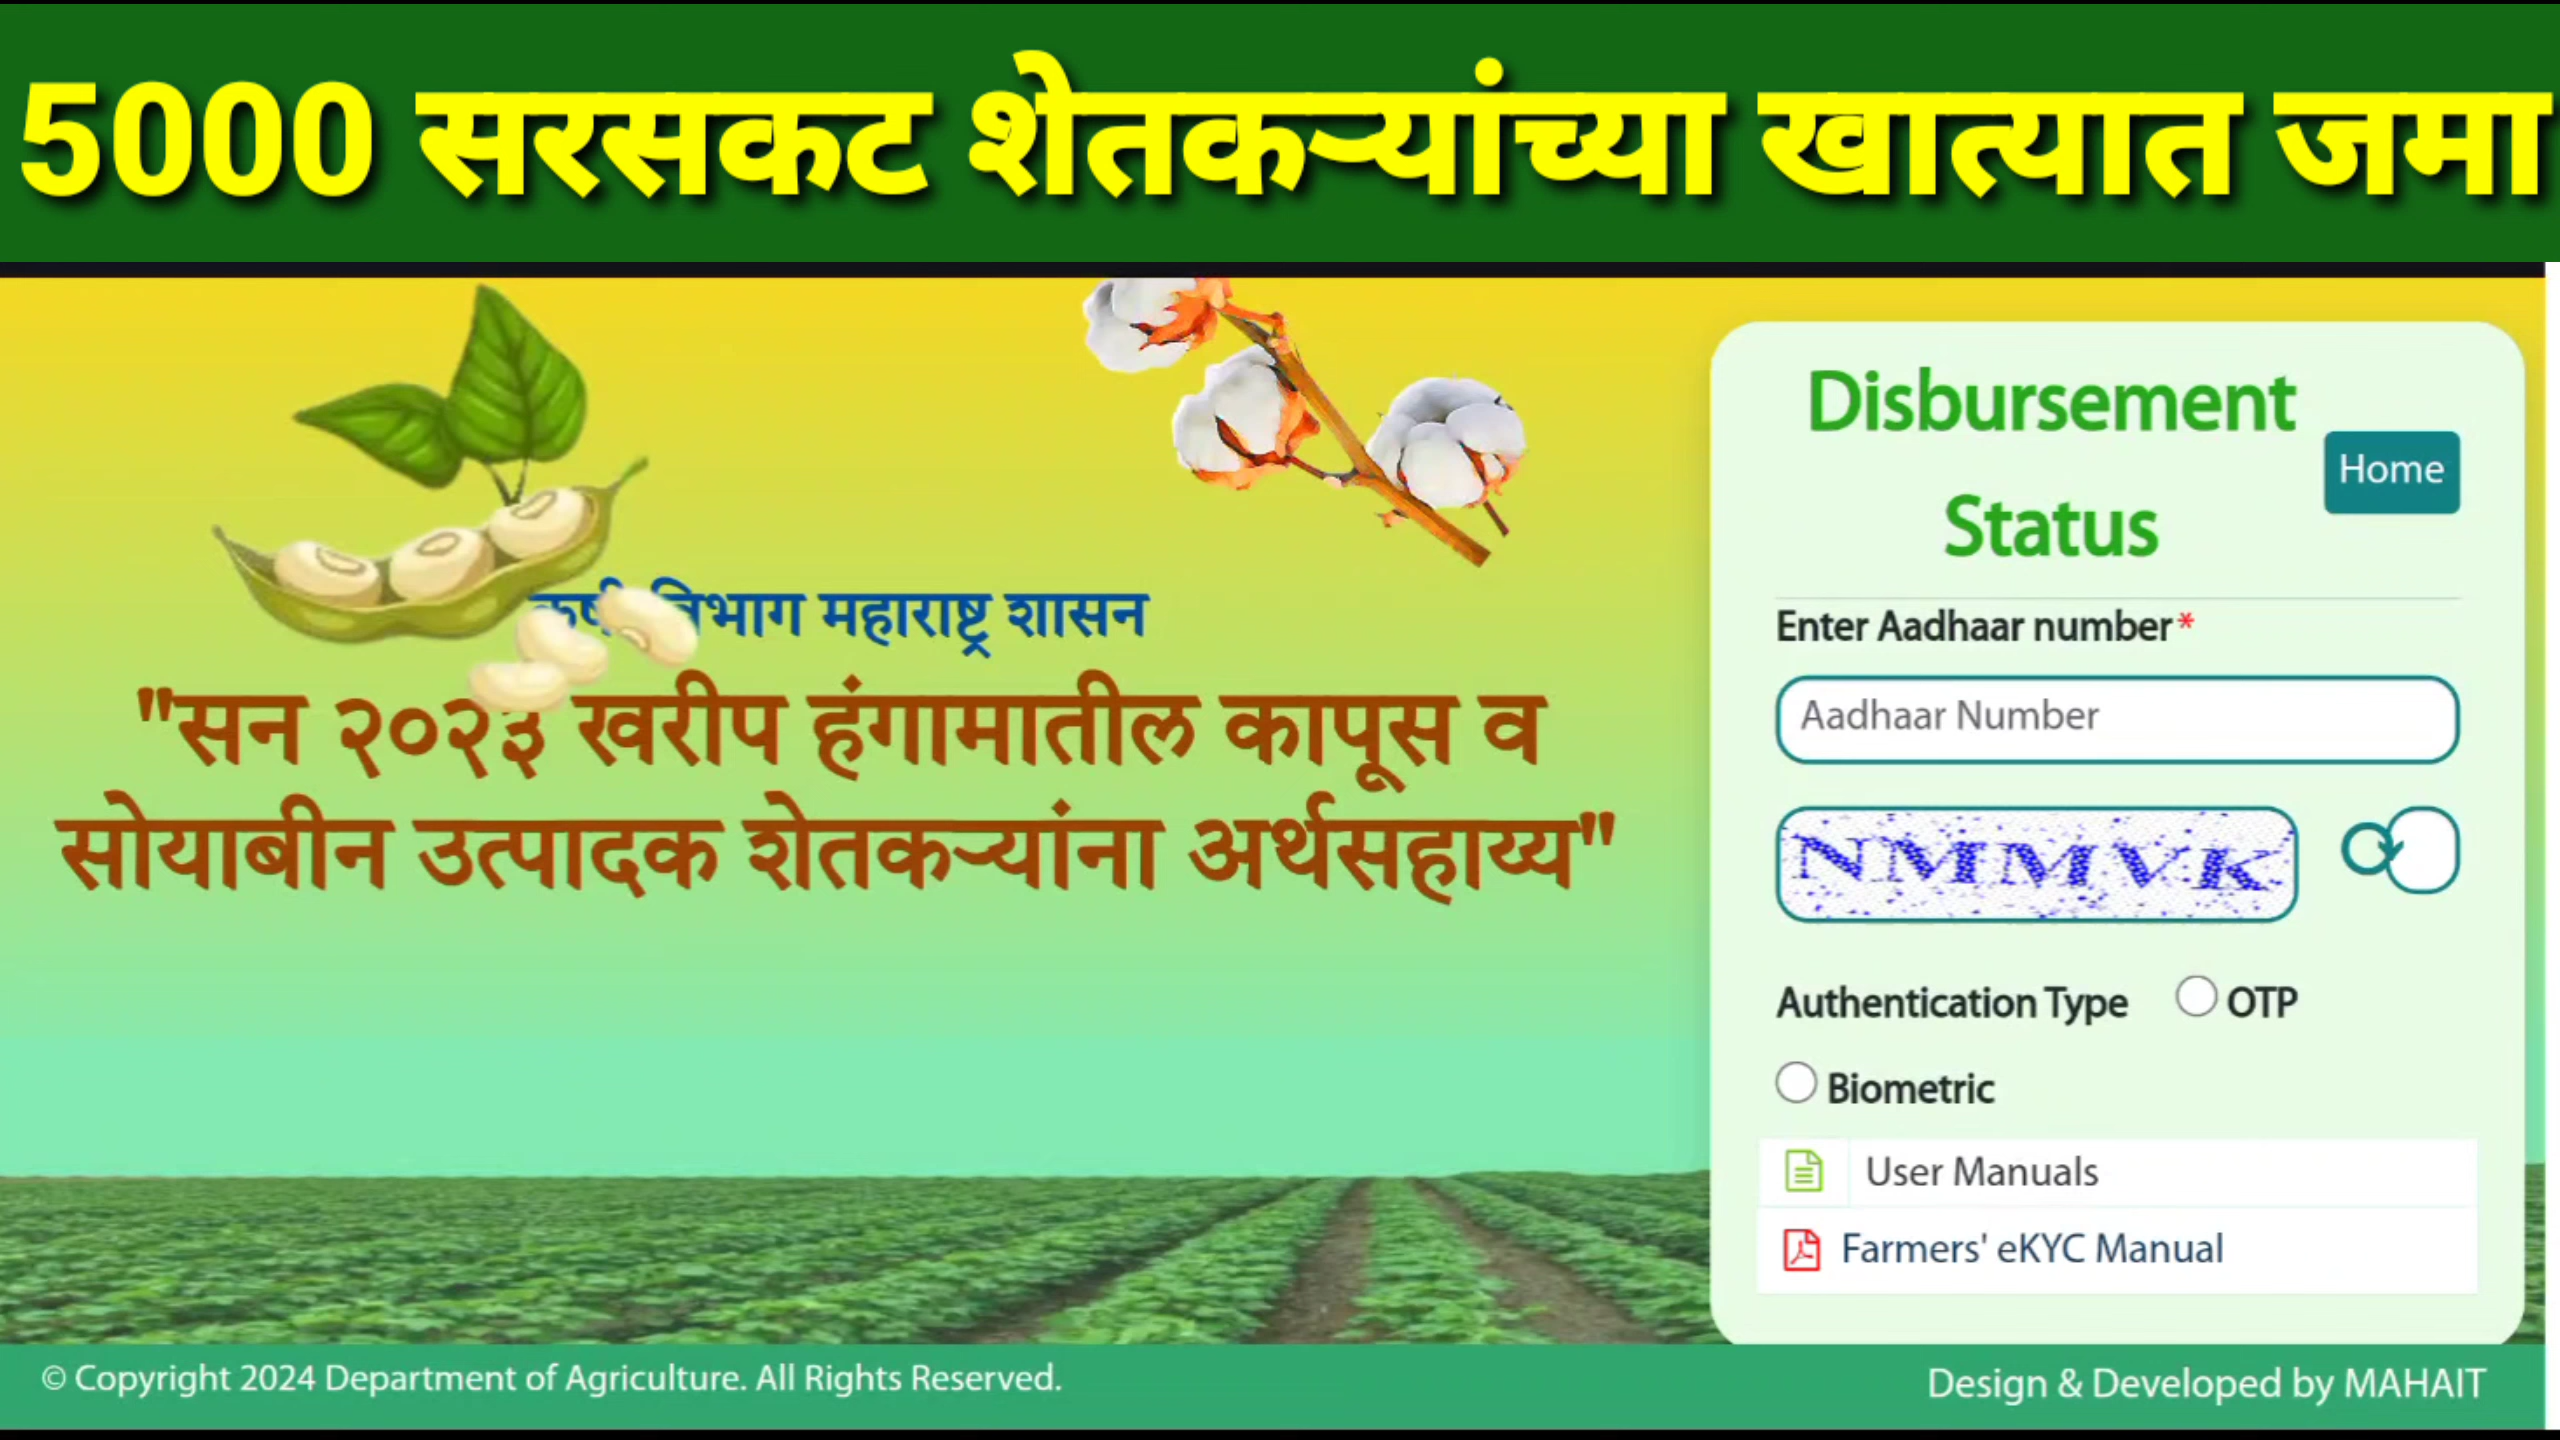 5000 सरसकट शेतकऱ्यांच्या खात्यात जमा
विभाग महाराष्ट्र शासन
"सन २०२३ खरीप हंगामातील कापूस व
सोयाबीन उत्पादक शेतकऱ्यांना अर्थसहाय्य"
Disbursement
Status
Home
Enter Aadhaar number*
Aadhaar Number
NMMVK
Authentication Type OTP
Biometric
User Manuals
Farmers' eKYC Manual
© Copyright 2024 Department of Agriculture. All Rights Reserved.
Design & Developed by MAHAIT